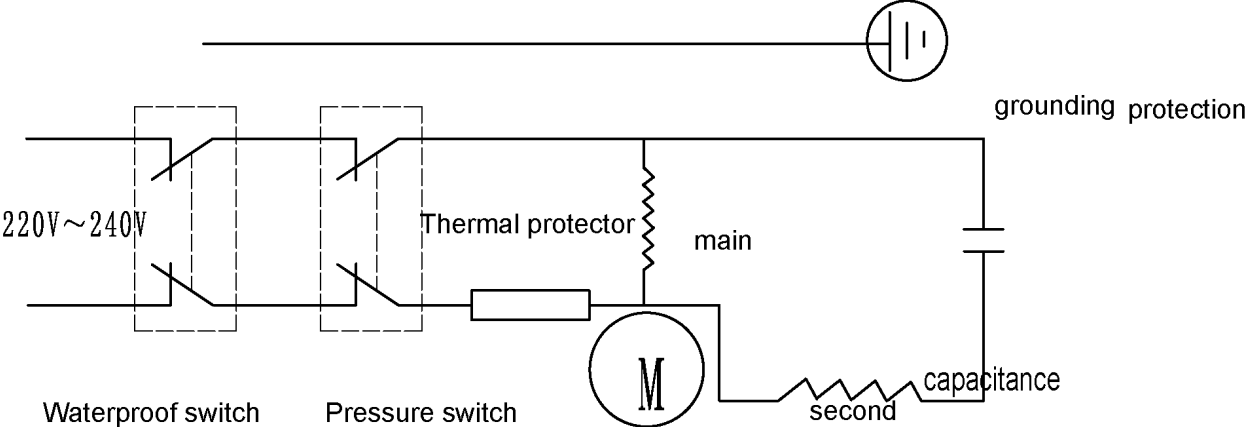 grounding protection
220V～240V
Thermal protector
main
M
capacitance
second
Waterproof switch
Pressure switch